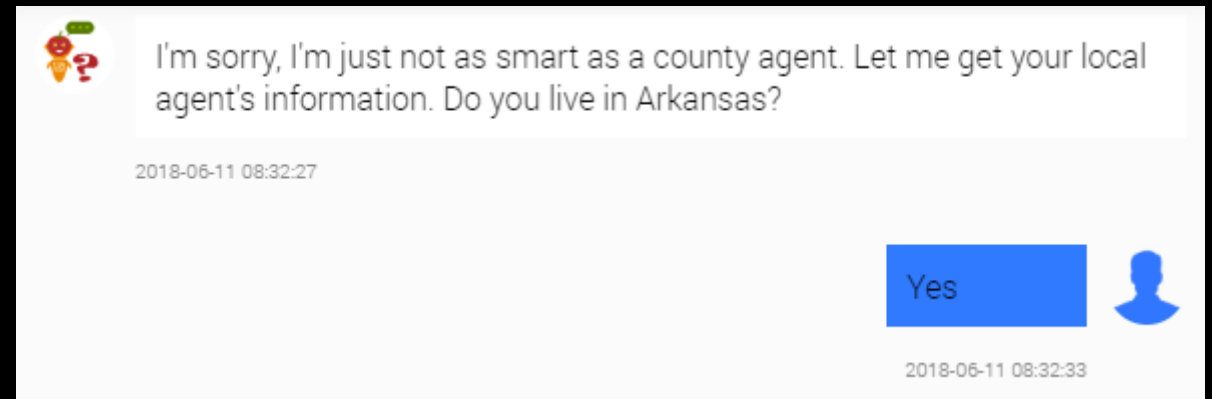 I'm sorry, I'm just not as smart as a county agent. Let me get your local
agent's information. Do you live in Arkansas?
2018-06-11 08:32:27
Yes
2018-06-11 08:32:33